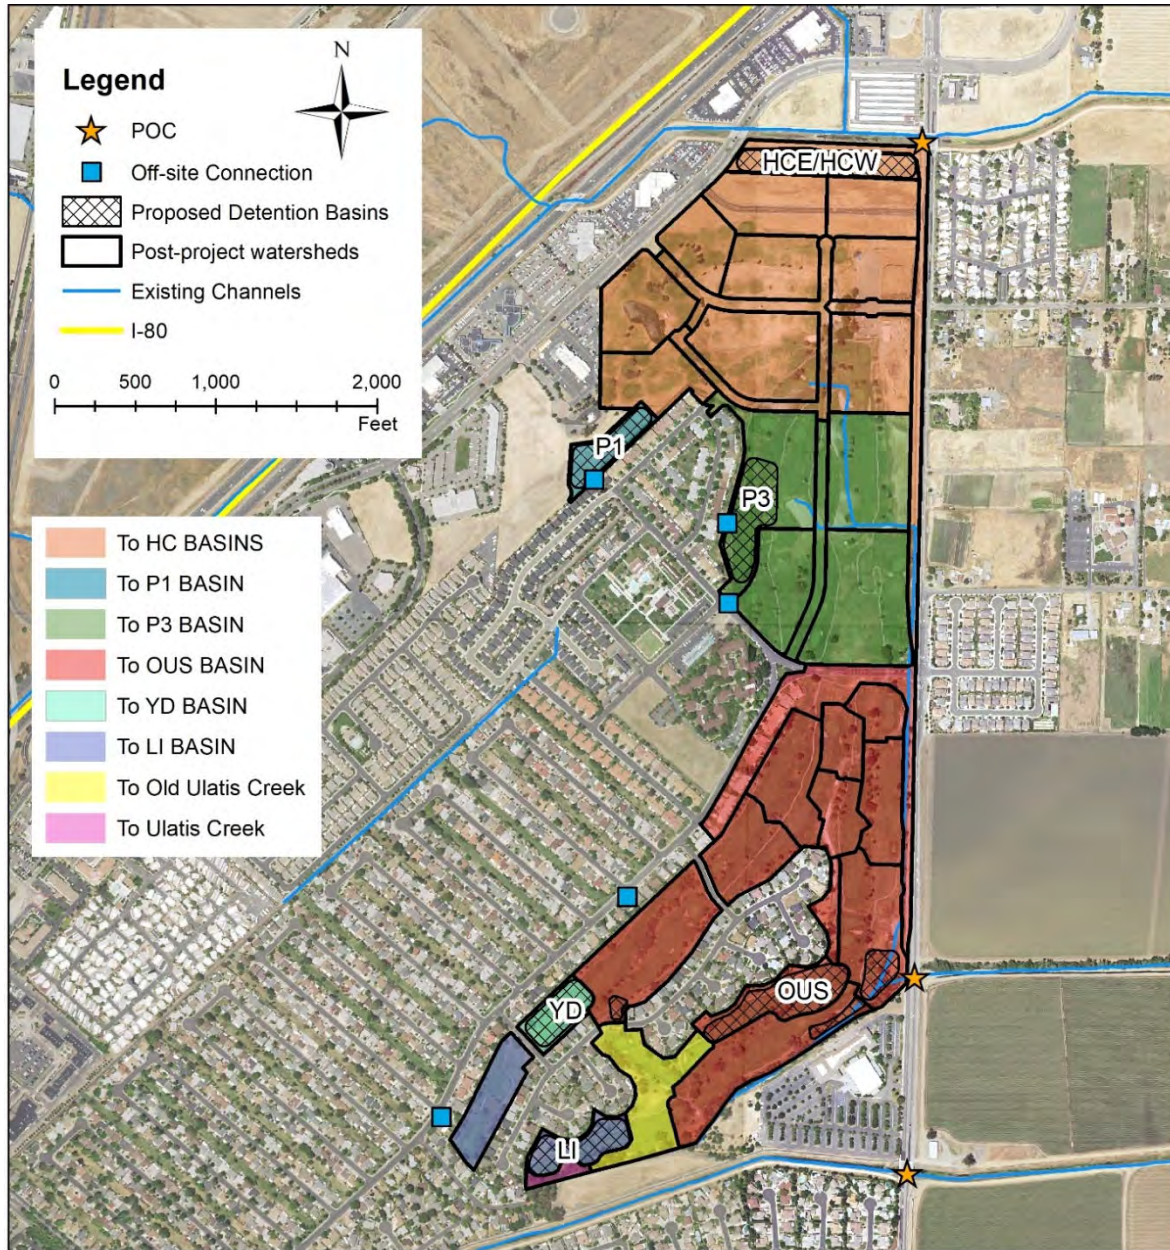 Legend
N
POC
Off-site Connection
Proposed Detention Basins
Post-project watersheds
Existing Channels
I-80
0 500 1,000 2,000
Feet
HCE/HCW
P1
P3
To HC BASINS
To P1 BASIN
To P3 BASIN
To OUS BASIN
To YD BASIN
To LI BASIN
To Old Ulatis Creek
To Ulatis Creek
OUS
YD
LI